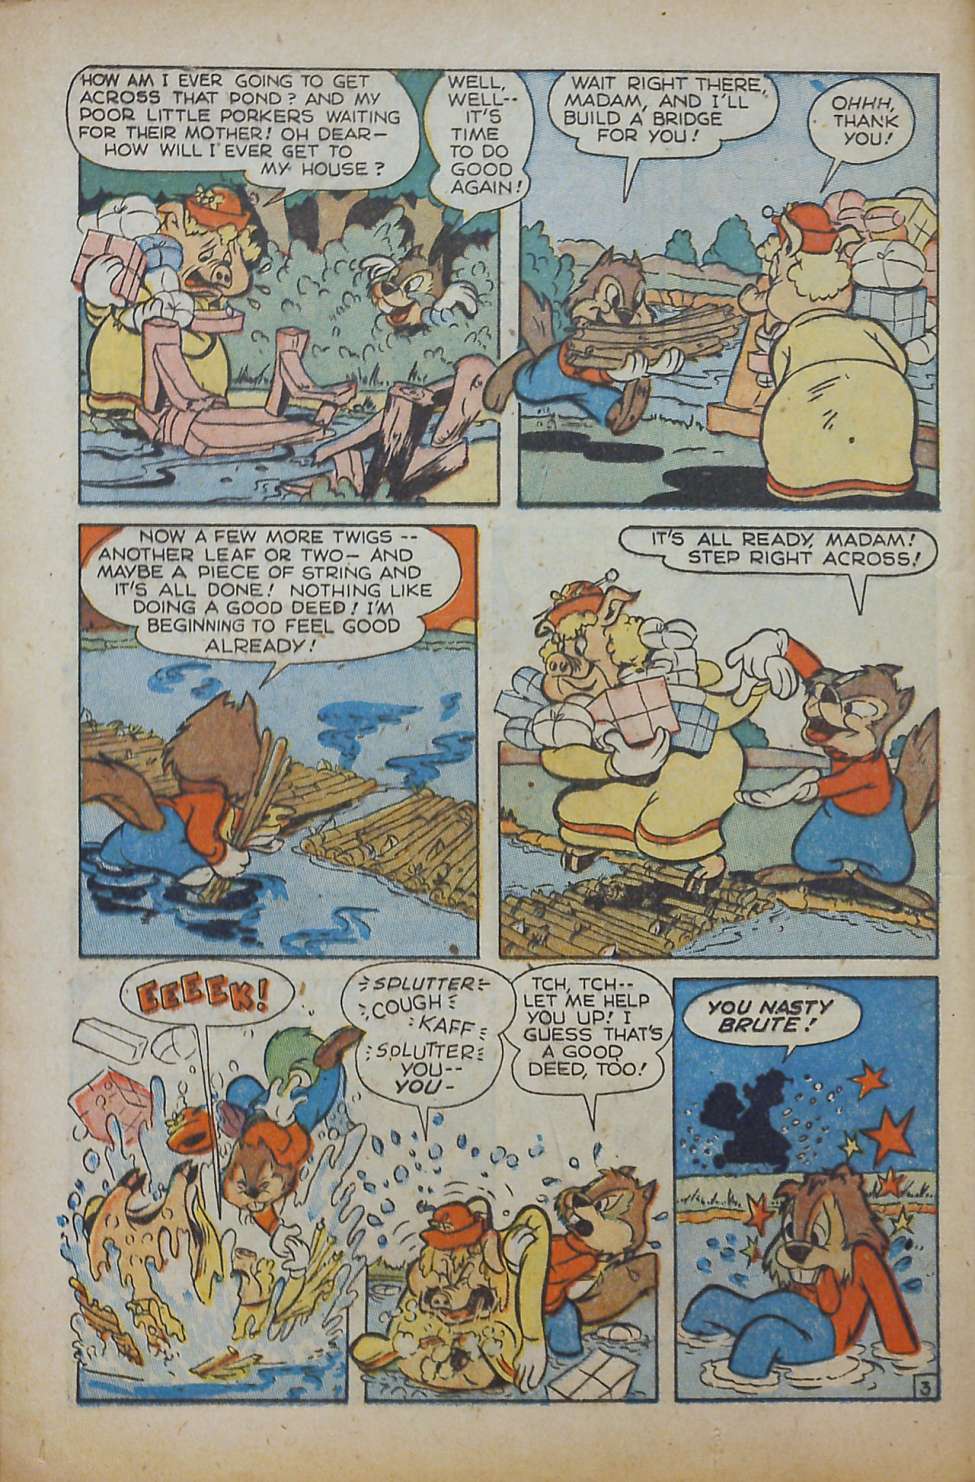 HOW AM I EVER GOING TO GET
ACROSS THAT POND? AND MY
POOR LITTLE PORKERS WAITING
FOR THEIR MOTHER! OH DEAR—
HOW WILL I EVER GET TO
MY HOUSE?
WELL,
WELL--
IT'S
TIME
TO DO
GOOD
AGAIN!
WAIT RIGHT THERE,
MADAM, AND I'LL
BUILD A BRIDGE
FOR YOU!
OHHH,
THANK
YOU!
NOW A FEW MORE TWIGS --
ANOTHER LEAF OR TWO— AND
MAYBE A PIECE OF STRING AND
IT'S ALL DONE! NOTHING LIKE
DOING A GOOD DEED! I'M
BEGINNING TO FEEL GOOD
ALREADY!
IT'S ALL READY, MADAM!
STEP RIGHT ACROSS!
EEEEK!
SPLUTTER
COUGH
KAFF
SPLUTTER
YOU--
YOU-
TCH, TCH--
LET ME HELP
YOU UP! I
GUESS THAT'S
A GOOD
DEED, TOO!
YOU NASTY
BRUTE!
3